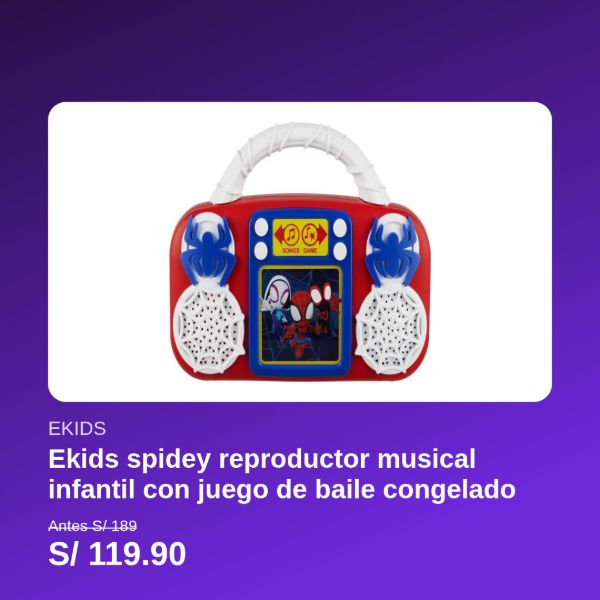 SONGS GAME
EKIDS
Ekids spidey reproductor musical
infantil con juego de baile congelado
Antes S/ 189
S/ 119.90